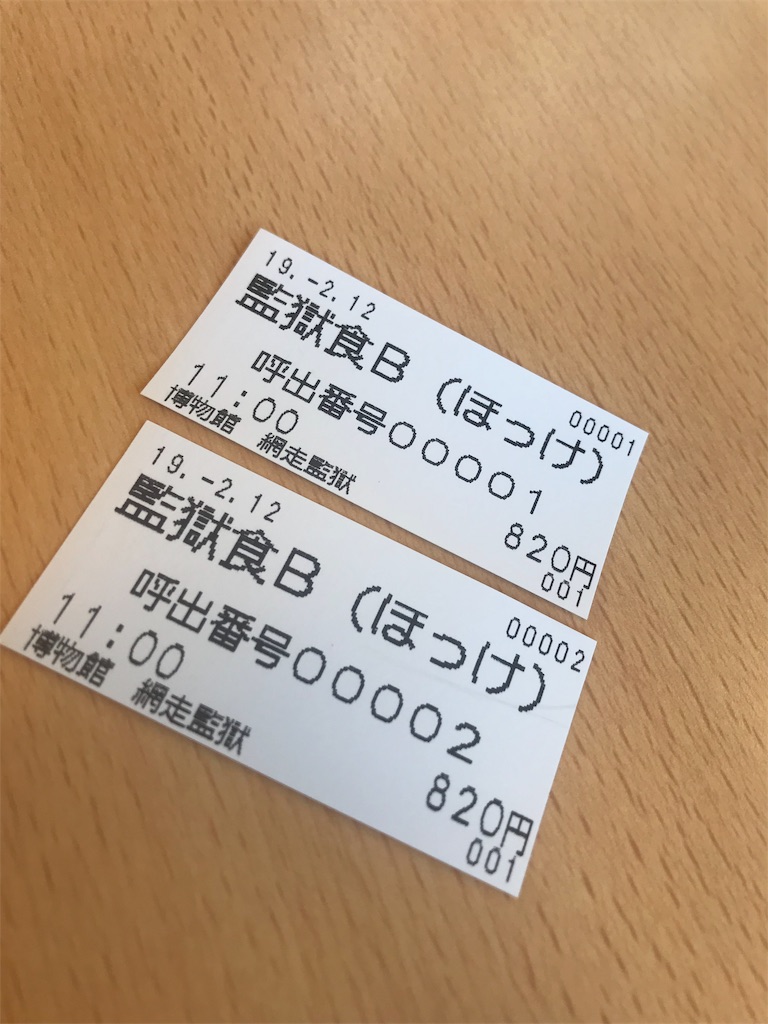 19.-2.12
00001
監獄食B(ほっけ)
呼出番号00001
11:00
820円
博物館 網走監獄
001
19.-2.12
00002
監獄食B(ほっけ)
呼出番号00002
11:00
820円
博物館 網走監獄
001